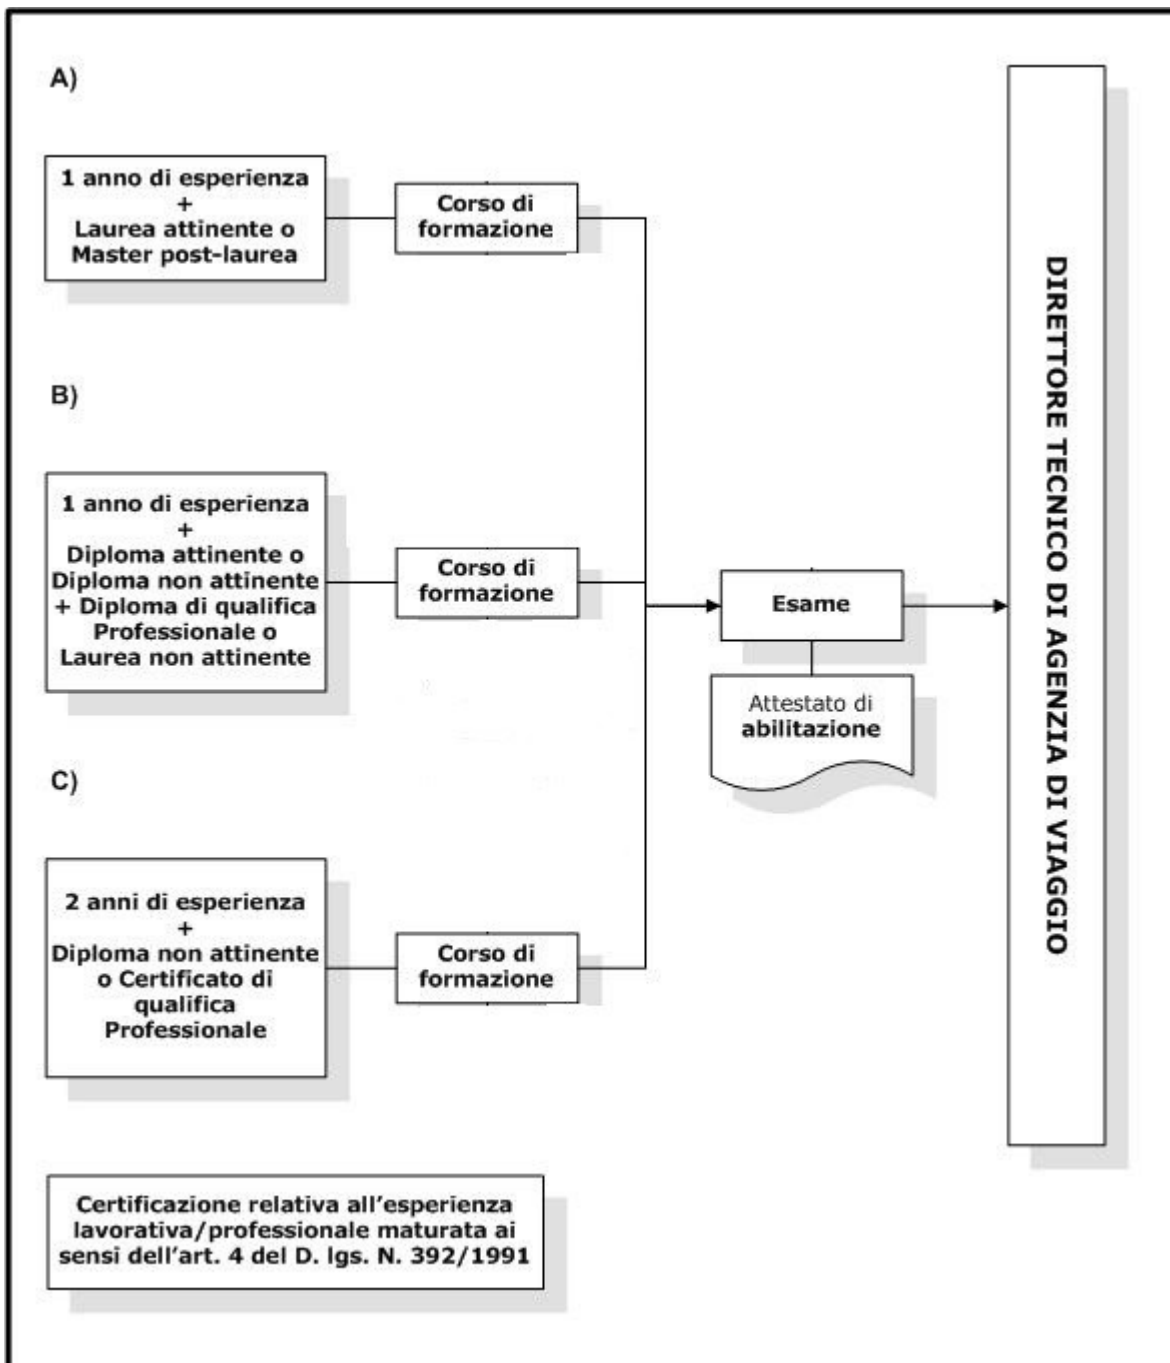 A)
1 anno di esperienza
+
Laurea attinente o
Master post-laurea
Corso di
formazione
B)
1 anno di esperienza
+
Diploma attinente o
Diploma non attinente
+ Diploma di qualifica
Professionale o
Laurea non attinente
Corso di
formazione
C)
2 anni di esperienza
+
Diploma non attinente
o Certificato di
qualifica
Professionale
Corso di
formazione
Esame
Attestato di
abilitazione
DIRETTORE TECNICO DI AGENZIA DI VIAGGIO
Certificazione relativa all'esperienza
lavorativa/professionale maturata ai
sensi dell'art. 4 del D. lgs. N. 392/1991